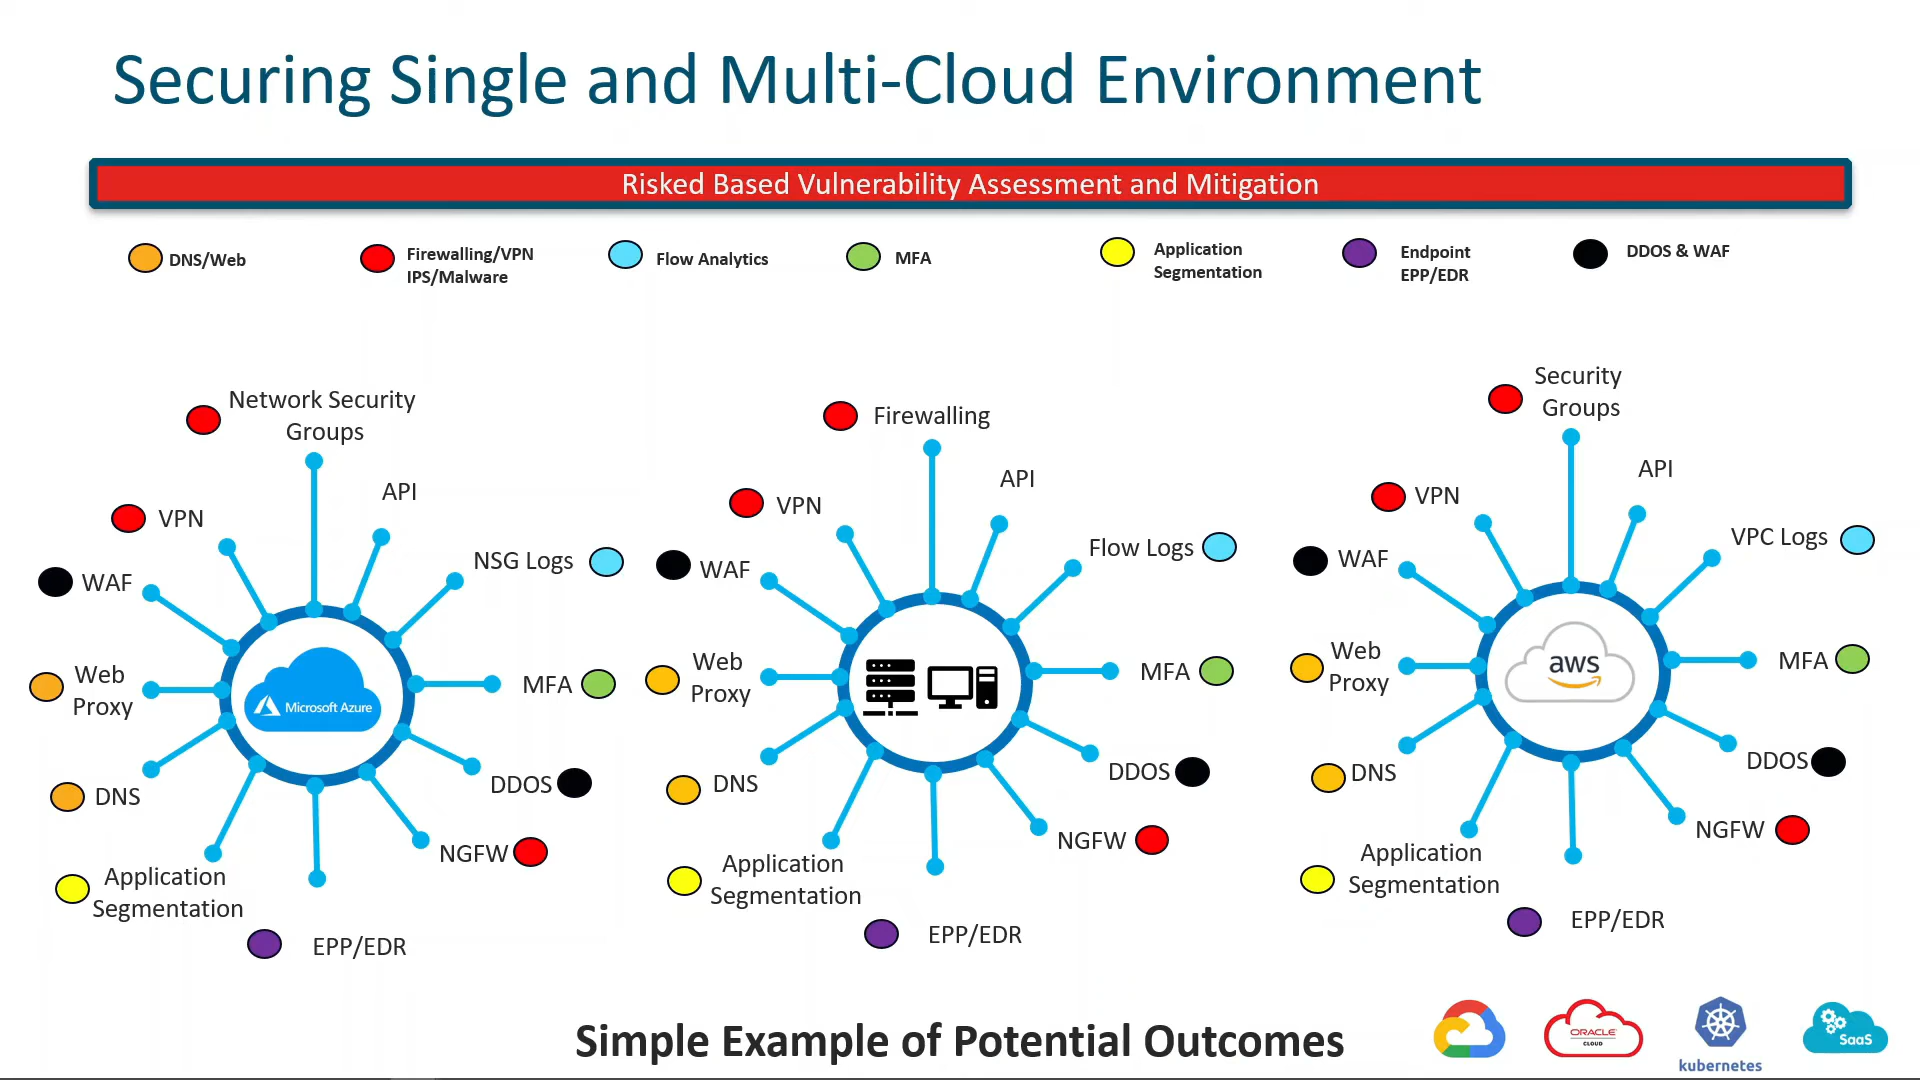 Securing Single and Multi-Cloud Environment
Risked Based Vulnerability Assessment and Mitigation
DNS/Web
Firewalling/VPN
IPS/Malware
Flow Analytics
MFA
Application
Segmentation
Endpoint
EPP/EDR
DDOS & WAF
Network Security
Groups
API
VPN
NSG Logs
WAF
Web
Proxy
MFA
Microsoft Azure
DNS
DDOS
NGFW
Application
Segmentation
EPP/EDR
Firewalling
API
VPN
Flow Logs
WAF
Web
Proxy
MFA
DNS
DDOS
NGFW
Application
Segmentation
EPP/EDR
Security
Groups
API
VPN
VPC Logs
WAF
Web
Proxy
aws
MFA
DNS
DDOS
NGFW
Application
Segmentation
EPP/EDR
Simple Example of Potential Outcomes
ORACLE
CLOUD
kubernetes
SaaS